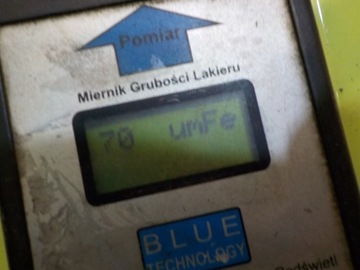 Pomiar
Miernik Grubości Lakieru
70 umFe
BLUE
TECHNOLOGY